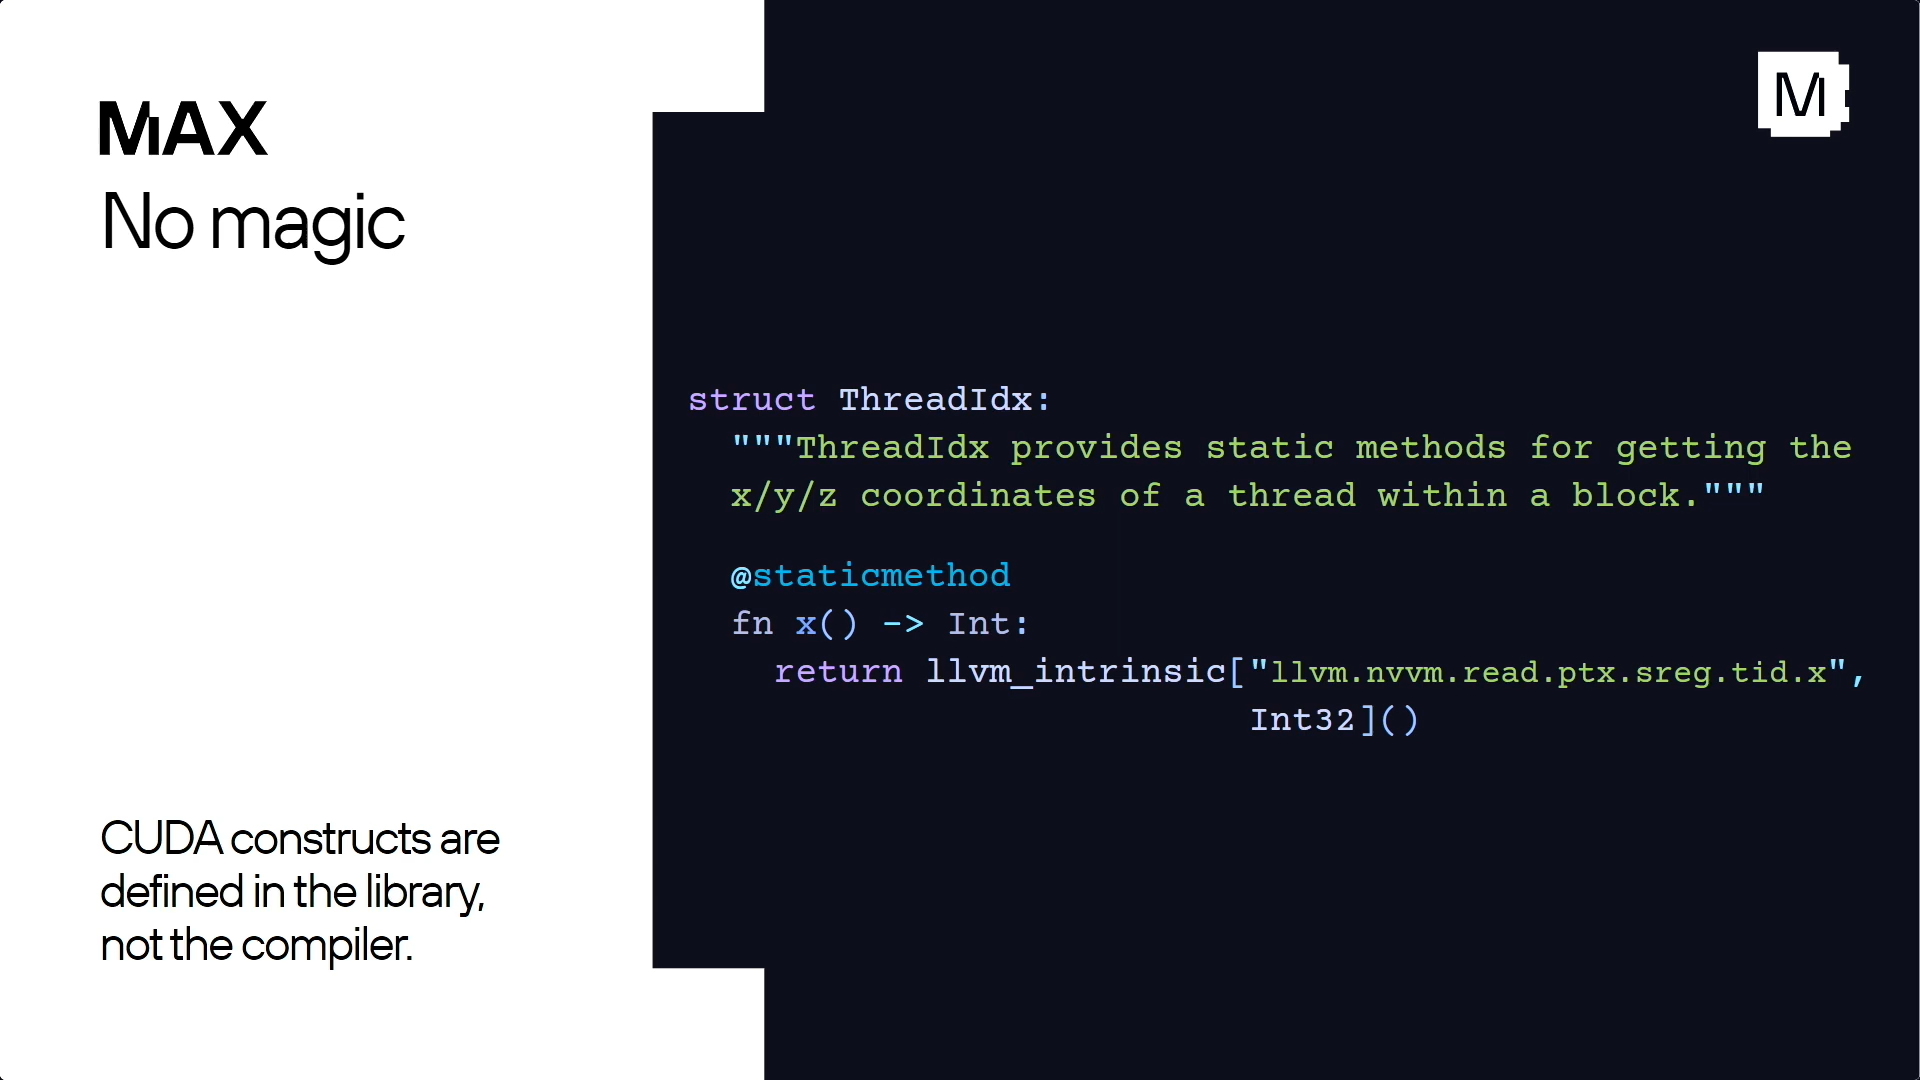 MAX
No magic
CUDA constructs are
defined in the library,
not the compiler.
M
struct ThreadIdx:
  """ThreadIdx provides static methods for getting the
  x/y/z coordinates of a thread within a block."""
  @staticmethod
  fn x() -> Int:
    return llvm_intrinsic["llvm.nvvm.read.ptx.sreg.tid.x",
                          Int32]()